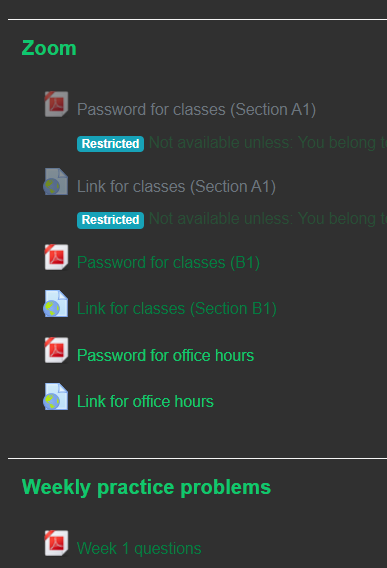 Zoom
Password for classes (Section A1)
Restricted Not available unless: You belong
Link for classes (Section A1)
Restricted Not available unless: You belong
Password for classes (B1)
Link for classes (Section B1)
Password for office hours
Link for office hours
Weekly practice problems
Week 1 questions